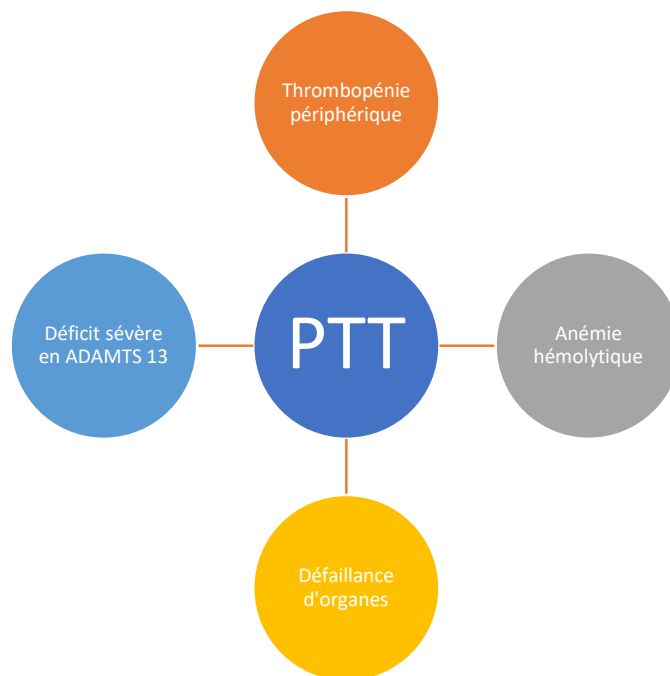 Thrombopénie
périphérique
Déficit sévère
en ADAMTS 13
PTT
Anémie
hémolytique
Défaillance
d'organes